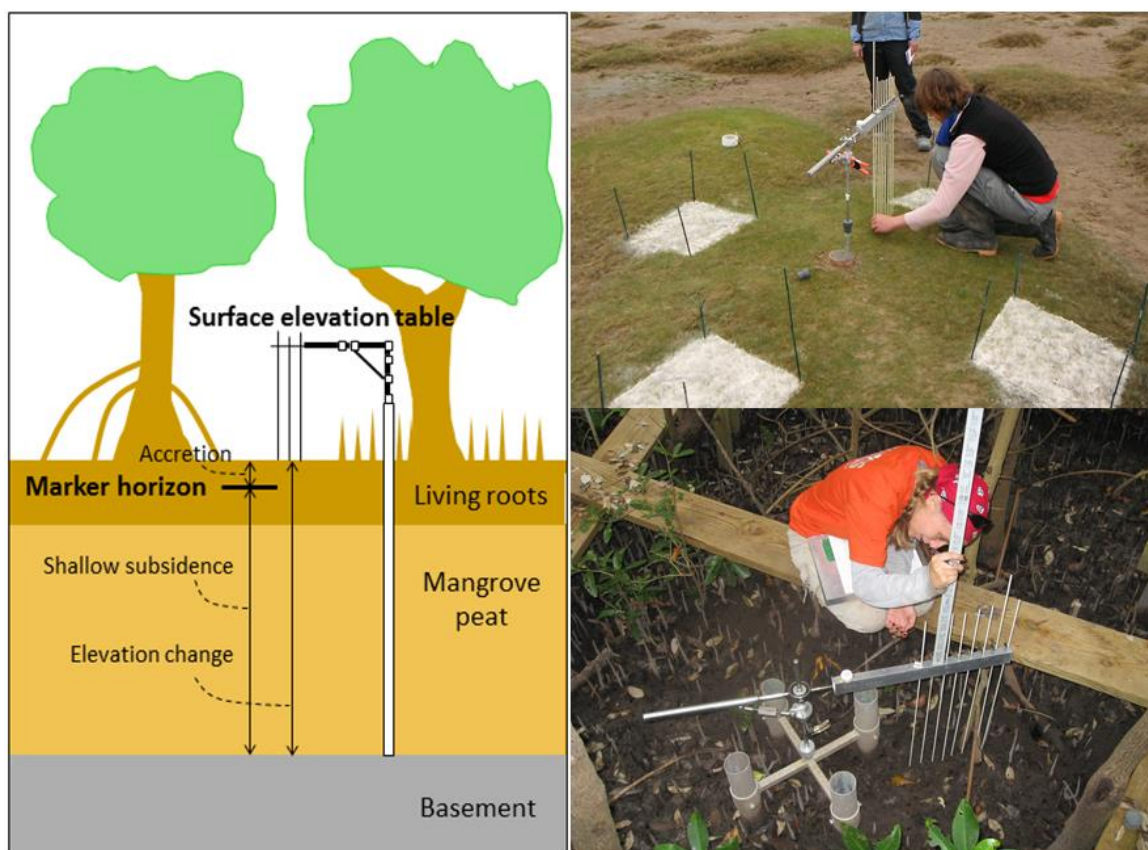 Surface elevation table
Accretion
Marker horizon
Living roots
Shallow subsidence
Mangrove
peat
Elevation change
Basement